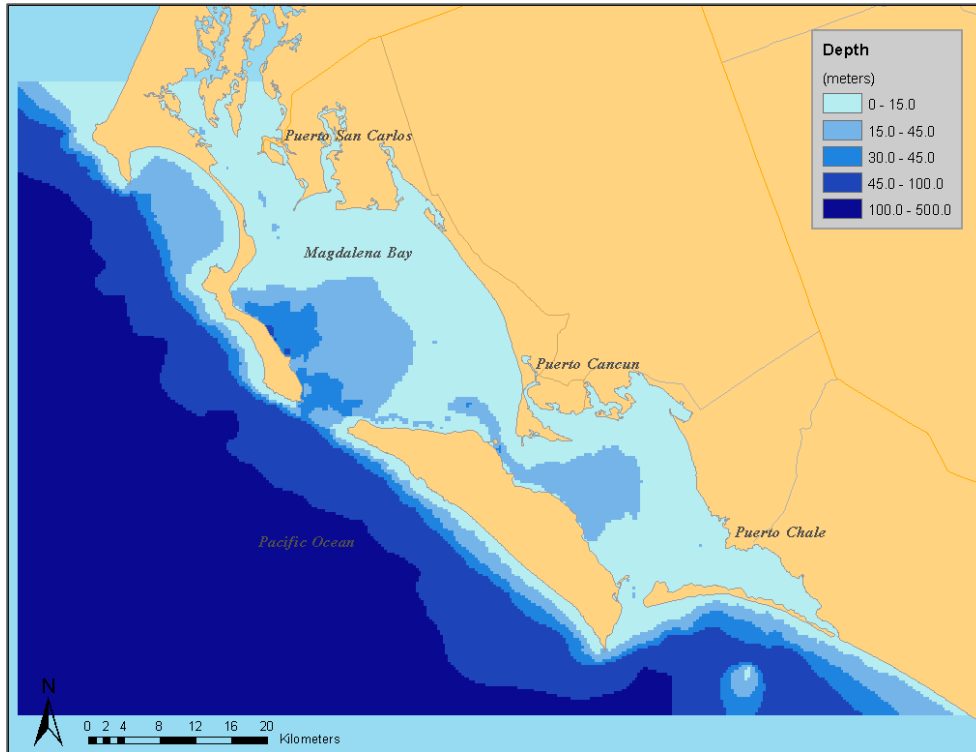 Depth
(meters)
0 - 15.0
15.0 - 45.0
30.0 - 45.0
45.0 - 100.0
100.0 - 500.0
Puerto San Carlos
Magdalena Bay
Puerto Cancun
Puerto Chale
Pacific Ocean
N
0 2 4 8 12 16 20
Kilometers